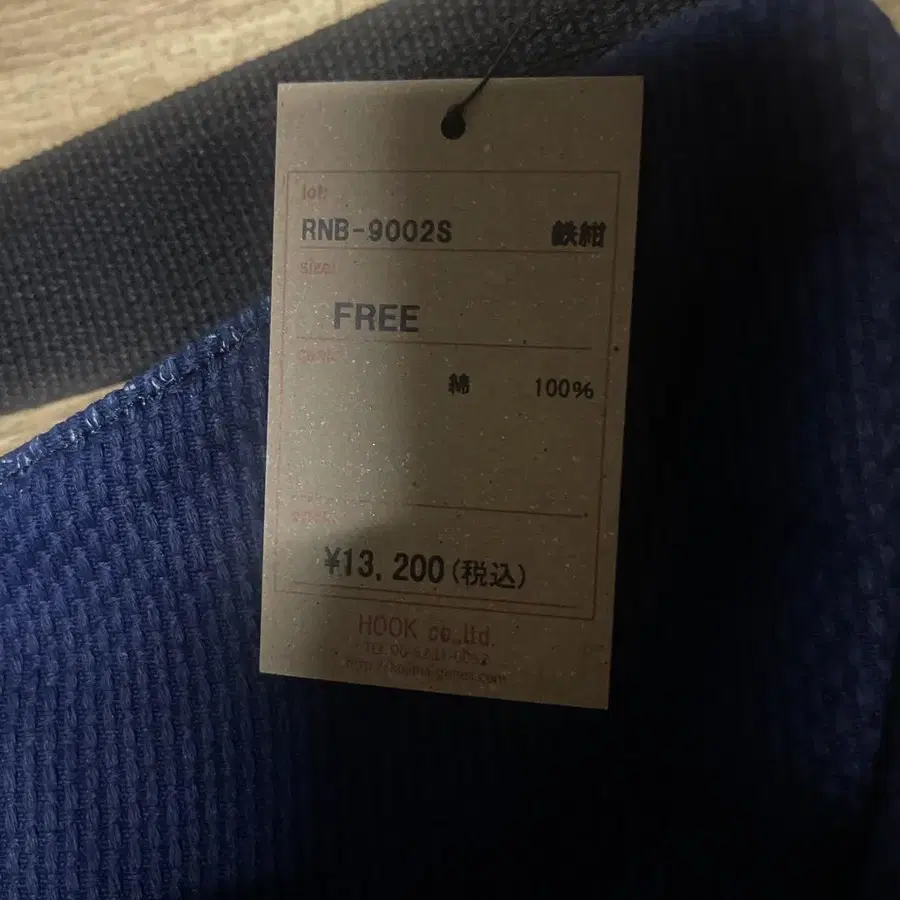 lot:
RNB-9002S 鉄紺
size:
FREE
綿 100%
¥13,200(税込)
HOOK co.,ltd.